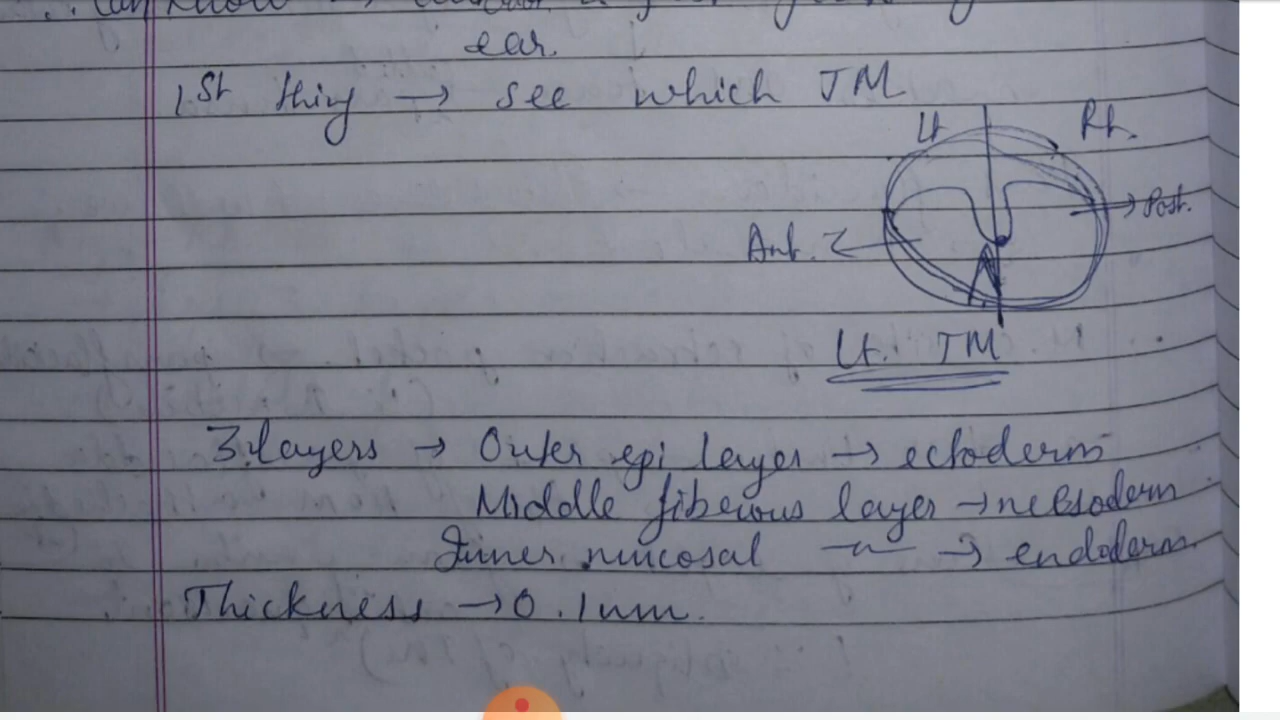 ear.
1st thing → see which TM
Lt Rt.
Ant. Post.
Lt. TM
3 layers → Outer epi layer → ectoderm
Middle fiberous layer → mesoderm
Inner mucosal —"— → endoderm.
Thickness → 0.1mm.